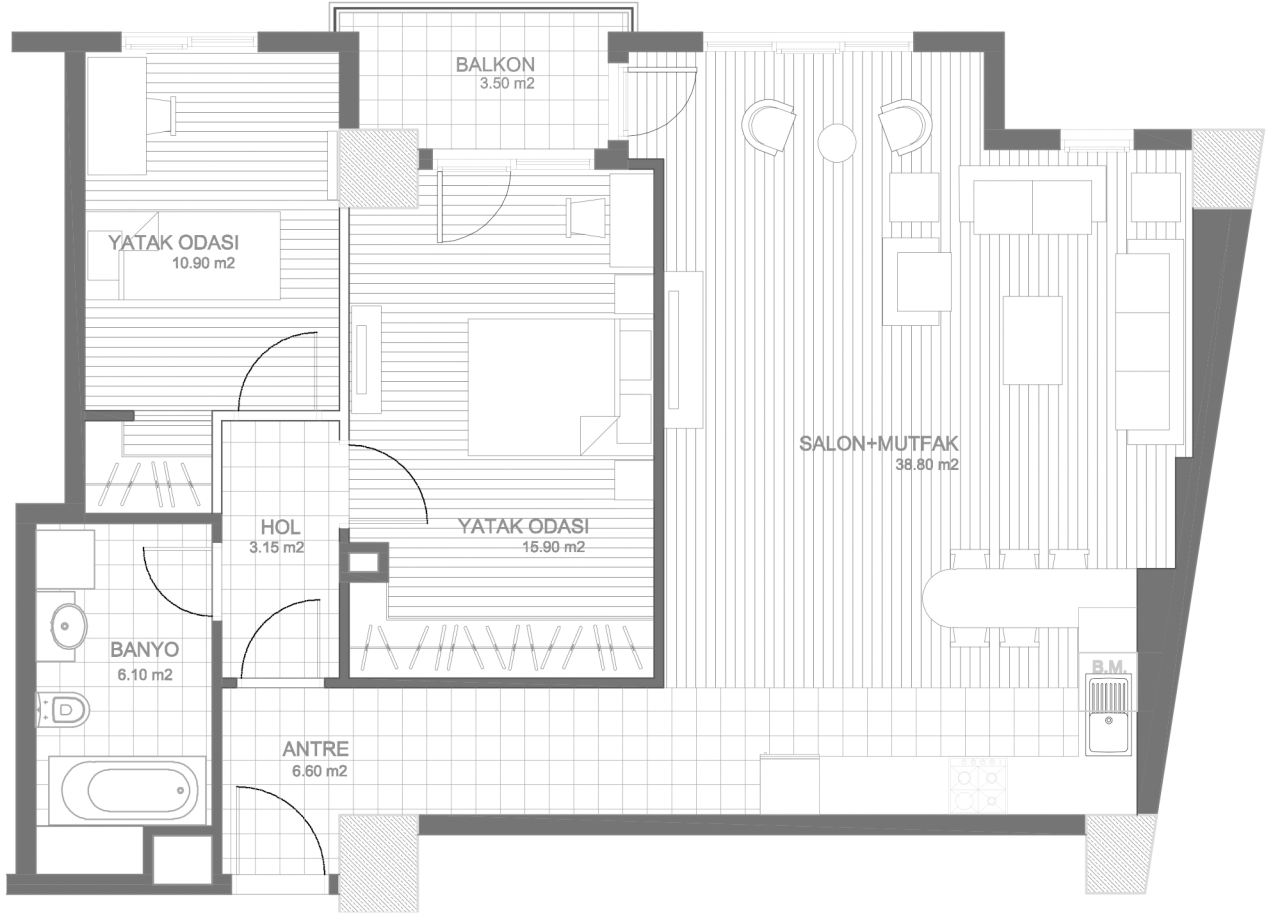 BALKON
3.50 m2
YATAK ODASI
10.90 m2
SALON+MUTFAK
38.80 m2
HOL
3.15 m2
YATAK ODASI
15.90 m2
BANYO
6.10 m2
B.M.
ANTRE
6.60 m2